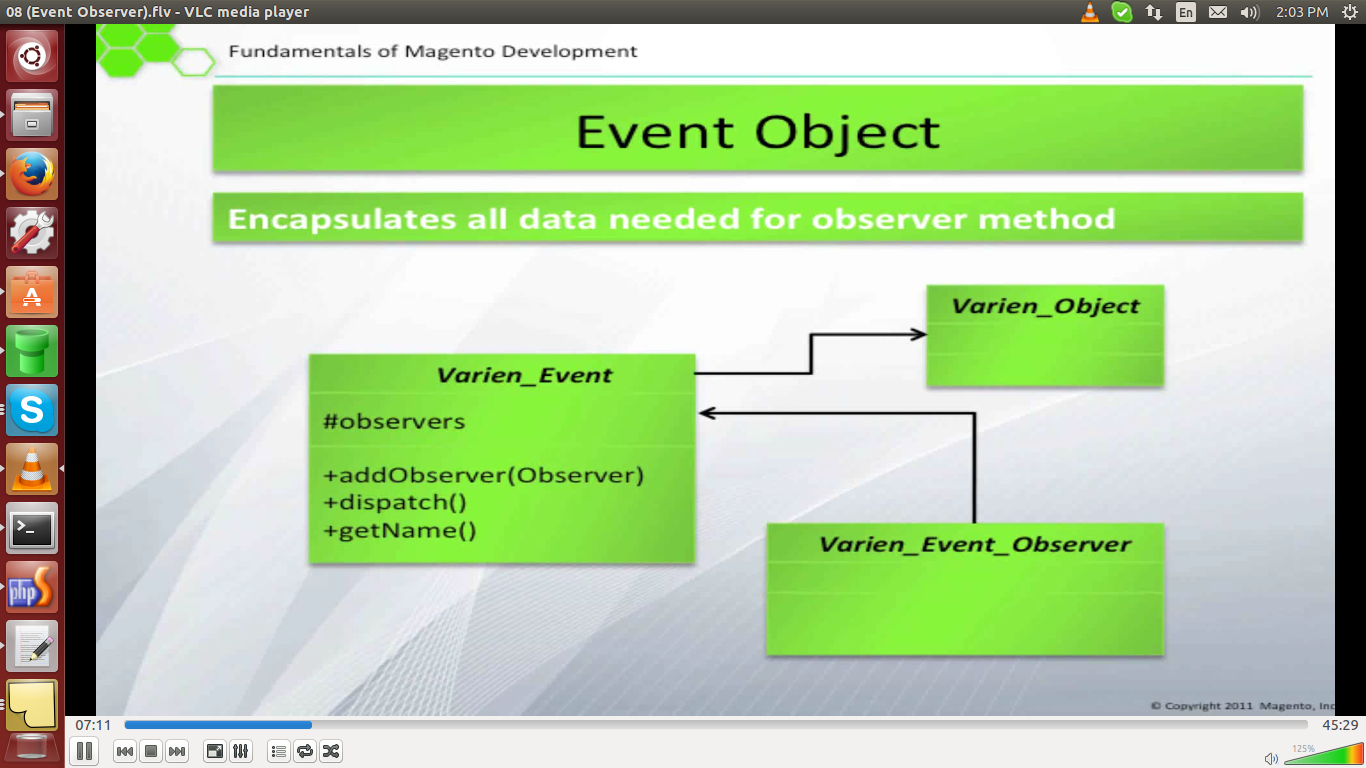 08 (Event Observer).flv - VLC media player
En
2:03 PM
Fundamentals of Magento Development
Event Object
Encapsulates all data needed for observer method
Varien_Object
Varien_Event
#observers
+addObserver(Observer)
+dispatch()
+getName()
Varien_Event_Observer
© Copyright 2011 Magento, Inc
07:11
45:29
125%
A
S
>_
php
S